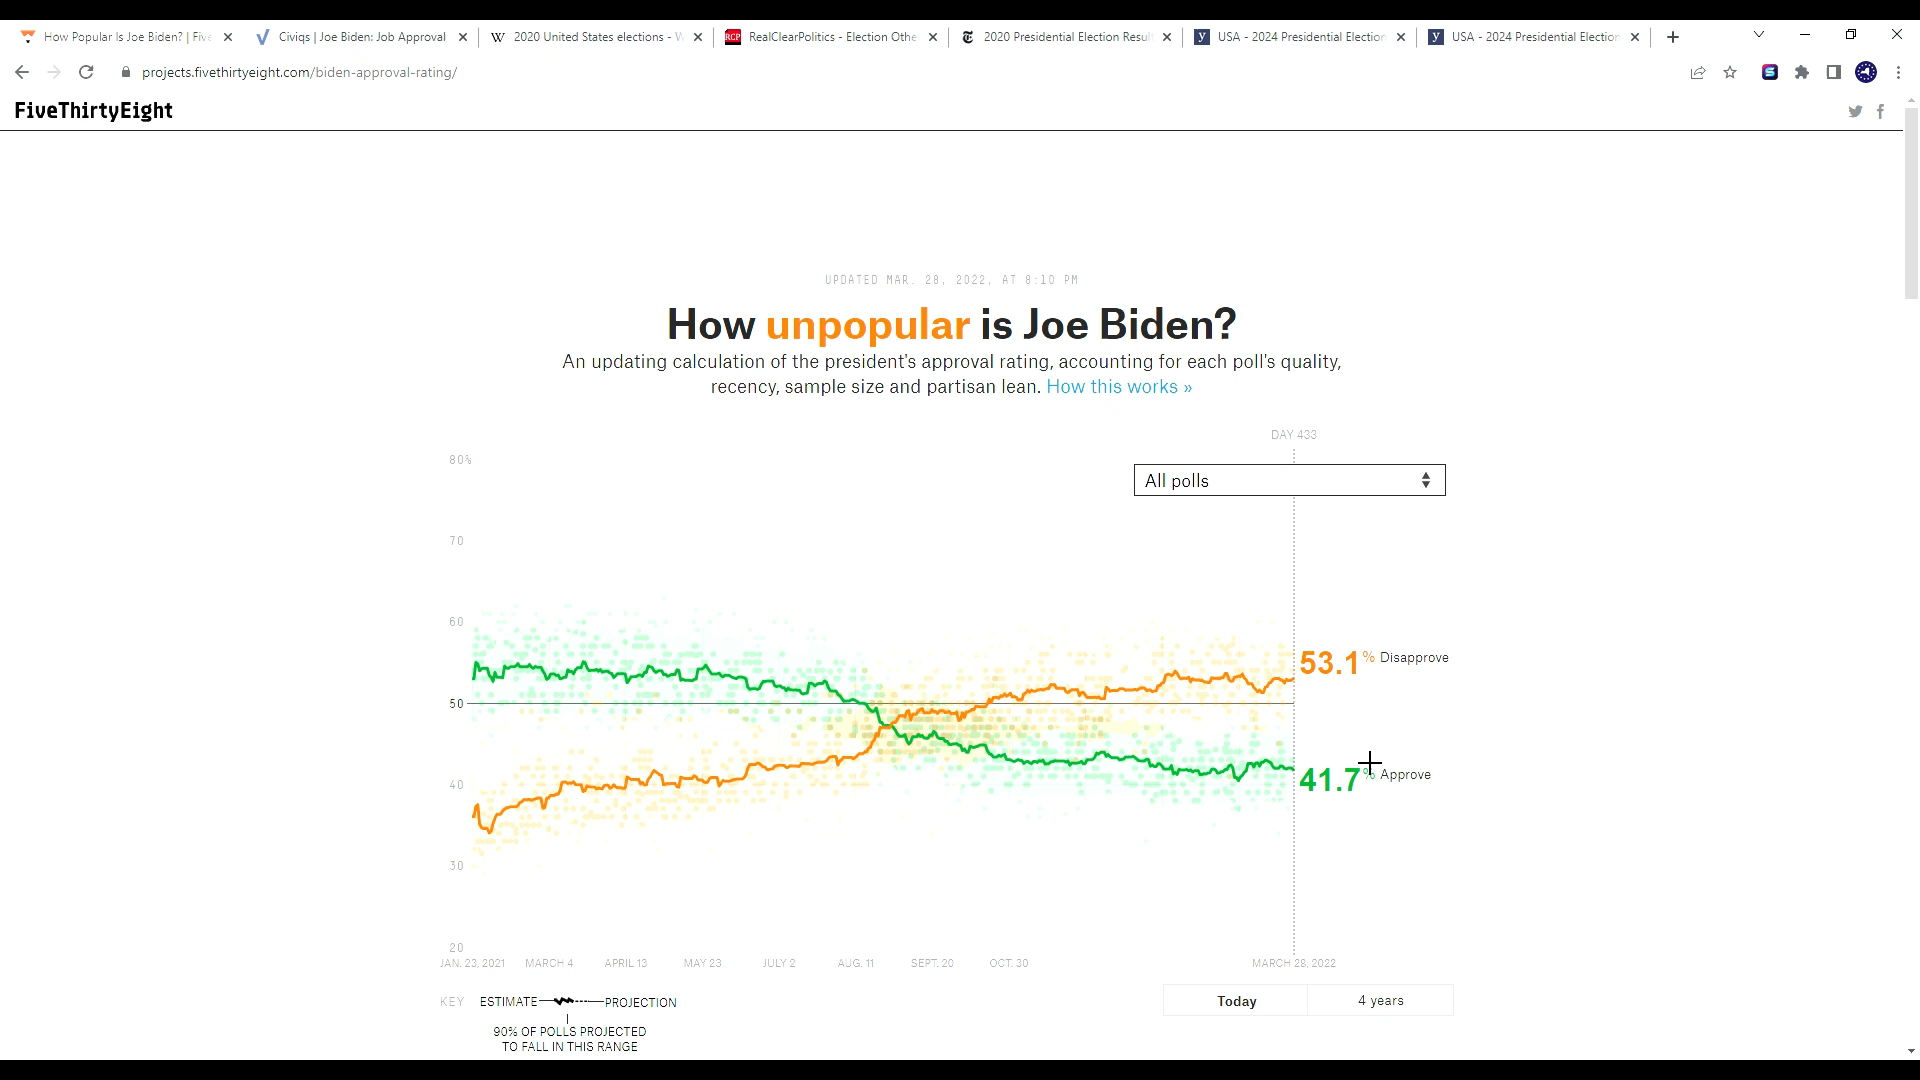 How Popular Is Joe Biden? | Five
Civiqs | Joe Biden: Job Approval
W 2020 United States elections - W
RCP RealClearPolitics - Election Othe
2020 Presidential Election Resul
y USA - 2024 Presidential Election
y USA - 2024 Presidential Election
projects.fivethirtyeight.com/biden-approval-rating/
FiveThirtyEight
UPDATED MAR. 28, 2022, AT 8:10 PM
How unpopular is Joe Biden?
An updating calculation of the president's approval rating, accounting for each poll's quality,
recency, sample size and partisan lean. How this works »
DAY 433
80%
All polls
70
60
53.1% Disapprove
50
41.7% Approve
40
30
20
JAN. 23, 2021 MARCH 4 APRIL 13 MAY 23 JULY 2 AUG. 11 SEPT. 20 OCT. 30 MARCH 28, 2022
KEY ESTIMATE PROJECTION
Today 4 years
90% OF POLLS PROJECTED
TO FALL IN THIS RANGE